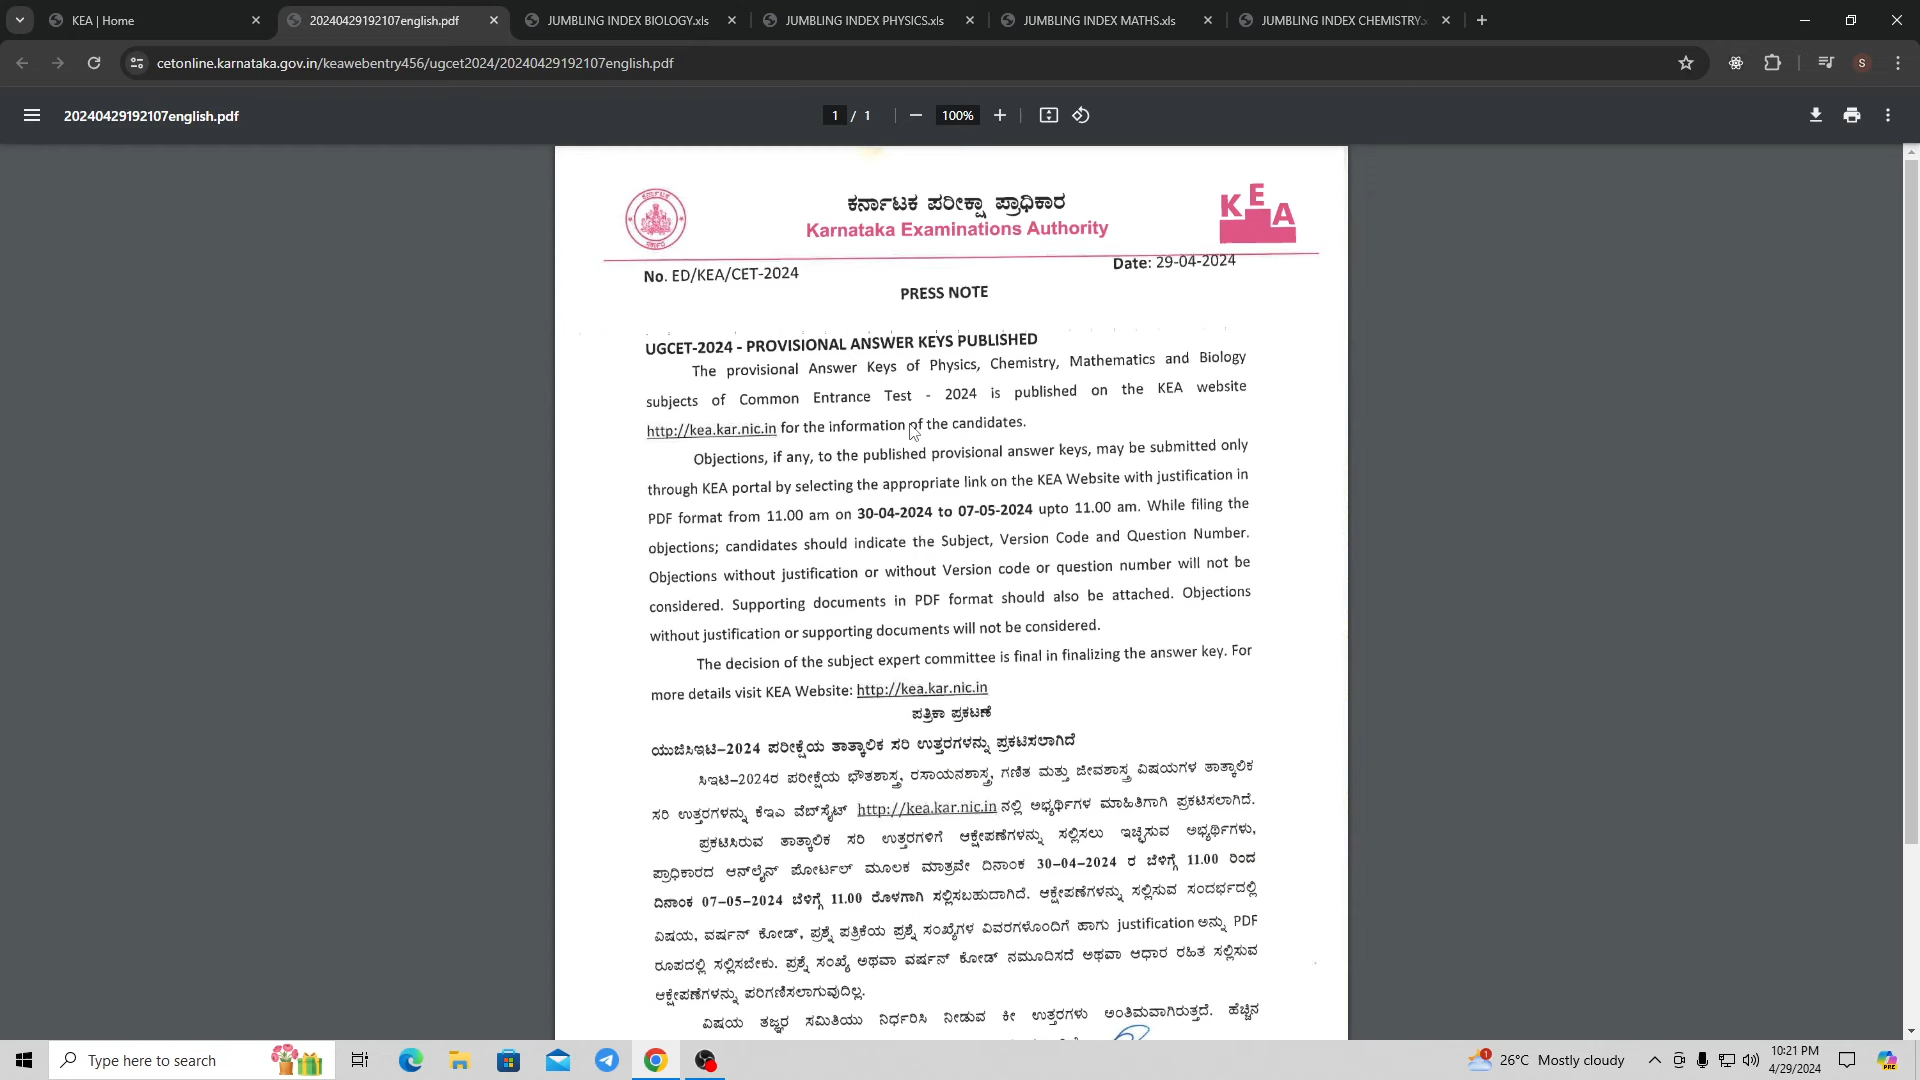 KEA | Home
20240429192107english.pdf
JUMBLING INDEX BIOLOGY.xls
JUMBLING INDEX PHYSICS.xls
JUMBLING INDEX MATHS.xls
JUMBLING INDEX CHEMISTRY.x
cetonline.karnataka.gov.in/keawebentry456/ugcet2024/20240429192107english.pdf
S
20240429192107english.pdf
1 / 1
100%
ಕರ್ನಾಟಕ ಪರೀಕ್ಷಾ ಪ್ರಾಧಿಕಾರ
KEA
Karnataka Examinations Authority
No. ED/KEA/CET-2024
Date: 29-04-2024
PRESS NOTE
UGCET-2024 - PROVISIONAL ANSWER KEYS PUBLISHED
The provisional Answer Keys of Physics, Chemistry, Mathematics and Biology
subjects of Common Entrance Test - 2024 is published on the KEA website
http://kea.kar.nic.in for the information of the candidates.
Objections, if any, to the published provisional answer keys, may be submitted only
through KEA portal by selecting the appropriate link on the KEA Website with justification in
PDF format from 11.00 am on 30-04-2024 to 07-05-2024 upto 11.00 am. While filing the
objections; candidates should indicate the Subject, Version Code and Question Number.
Objections without justification or without Version code or question number will not be
considered. Supporting documents in PDF format should also be attached. Objections
without justification or supporting documents will not be considered.
The decision of the subject expert committee is final in finalizing the answer key. For
more details visit KEA Website: http://kea.kar.nic.in
ಪತ್ರಿಕಾ ಪ್ರಕಟಣೆ
ಯುಜಿಸಿಇಟಿ–2024 ಪರೀಕ್ಷೆಯ ತಾತ್ಕಾಲಿಕ ಸರಿ ಉತ್ತರಗಳನ್ನು ಪ್ರಕಟಿಸಲಾಗಿದೆ
ಸಿಇಟಿ–2024ರ ಪರೀಕ್ಷೆಯ ಭೌತಶಾಸ್ತ್ರ, ರಸಾಯನಶಾಸ್ತ್ರ, ಗಣಿತ ಮತ್ತು ಜೀವಶಾಸ್ತ್ರ ವಿಷಯಗಳ ತಾತ್ಕಾಲಿಕ
ಸರಿ ಉತ್ತರಗಳನ್ನು ಕೆಇಎ ವೆಬ್‌ಸೈಟ್ http://kea.kar.nic.in ನಲ್ಲಿ ಅಭ್ಯರ್ಥಿಗಳ ಮಾಹಿತಿಗಾಗಿ ಪ್ರಕಟಿಸಲಾಗಿದೆ.
ಪ್ರಕಟಿಸಿರುವ ತಾತ್ಕಾಲಿಕ ಸರಿ ಉತ್ತರಗಳಿಗೆ ಆಕ್ಷೇಪಣೆಗಳನ್ನು ಸಲ್ಲಿಸಲು ಇಚ್ಛಿಸುವ ಅಭ್ಯರ್ಥಿಗಳು,
ಪ್ರಾಧಿಕಾರದ ಆನ್‌ಲೈನ್ ಪೋರ್ಟಲ್ ಮೂಲಕ ಮಾತ್ರವೇ ದಿನಾಂಕ 30–04–2024 ರ ಬೆಳಿಗ್ಗೆ 11.00 ರಿಂದ
ದಿನಾಂಕ 07–05–2024 ಬೆಳಿಗ್ಗೆ 11.00 ರೊಳಗಾಗಿ ಸಲ್ಲಿಸಬಹುದಾಗಿದೆ. ಆಕ್ಷೇಪಣೆಗಳನ್ನು ಸಲ್ಲಿಸುವ ಸಂದರ್ಭದಲ್ಲಿ
ವಿಷಯ, ವರ್ಷನ್ ಕೋಡ್, ಪ್ರಶ್ನೆ ಪತ್ರಿಕೆಯ ಪ್ರಶ್ನೆ ಸಂಖ್ಯೆಗಳ ವಿವರಗಳೊಂದಿಗೆ ಹಾಗು justification ಅನ್ನು PDF
ರೂಪದಲ್ಲಿ ಸಲ್ಲಿಸಬೇಕು. ಪ್ರಶ್ನೆ ಸಂಖ್ಯೆ ಅಥವಾ ವರ್ಷನ್ ಕೋಡ್ ನಮೂದಿಸದೆ ಅಥವಾ ಆಧಾರ ರಹಿತ ಸಲ್ಲಿಸುವ
ಆಕ್ಷೇಪಣೆಗಳನ್ನು ಪರಿಗಣಿಸಲಾಗುವುದಿಲ್ಲ.
ವಿಷಯ ತಜ್ಞರ ಸಮಿತಿಯು ನಿರ್ಧರಿಸಿ ನೀಡುವ ಕೀ ಉತ್ತರಗಳು ಅಂತಿಮವಾಗಿರುತ್ತದೆ. ಹೆಚ್ಚಿನ
Type here to search
1
26°C Mostly cloudy
10:21 PM
4/29/2024
PRE